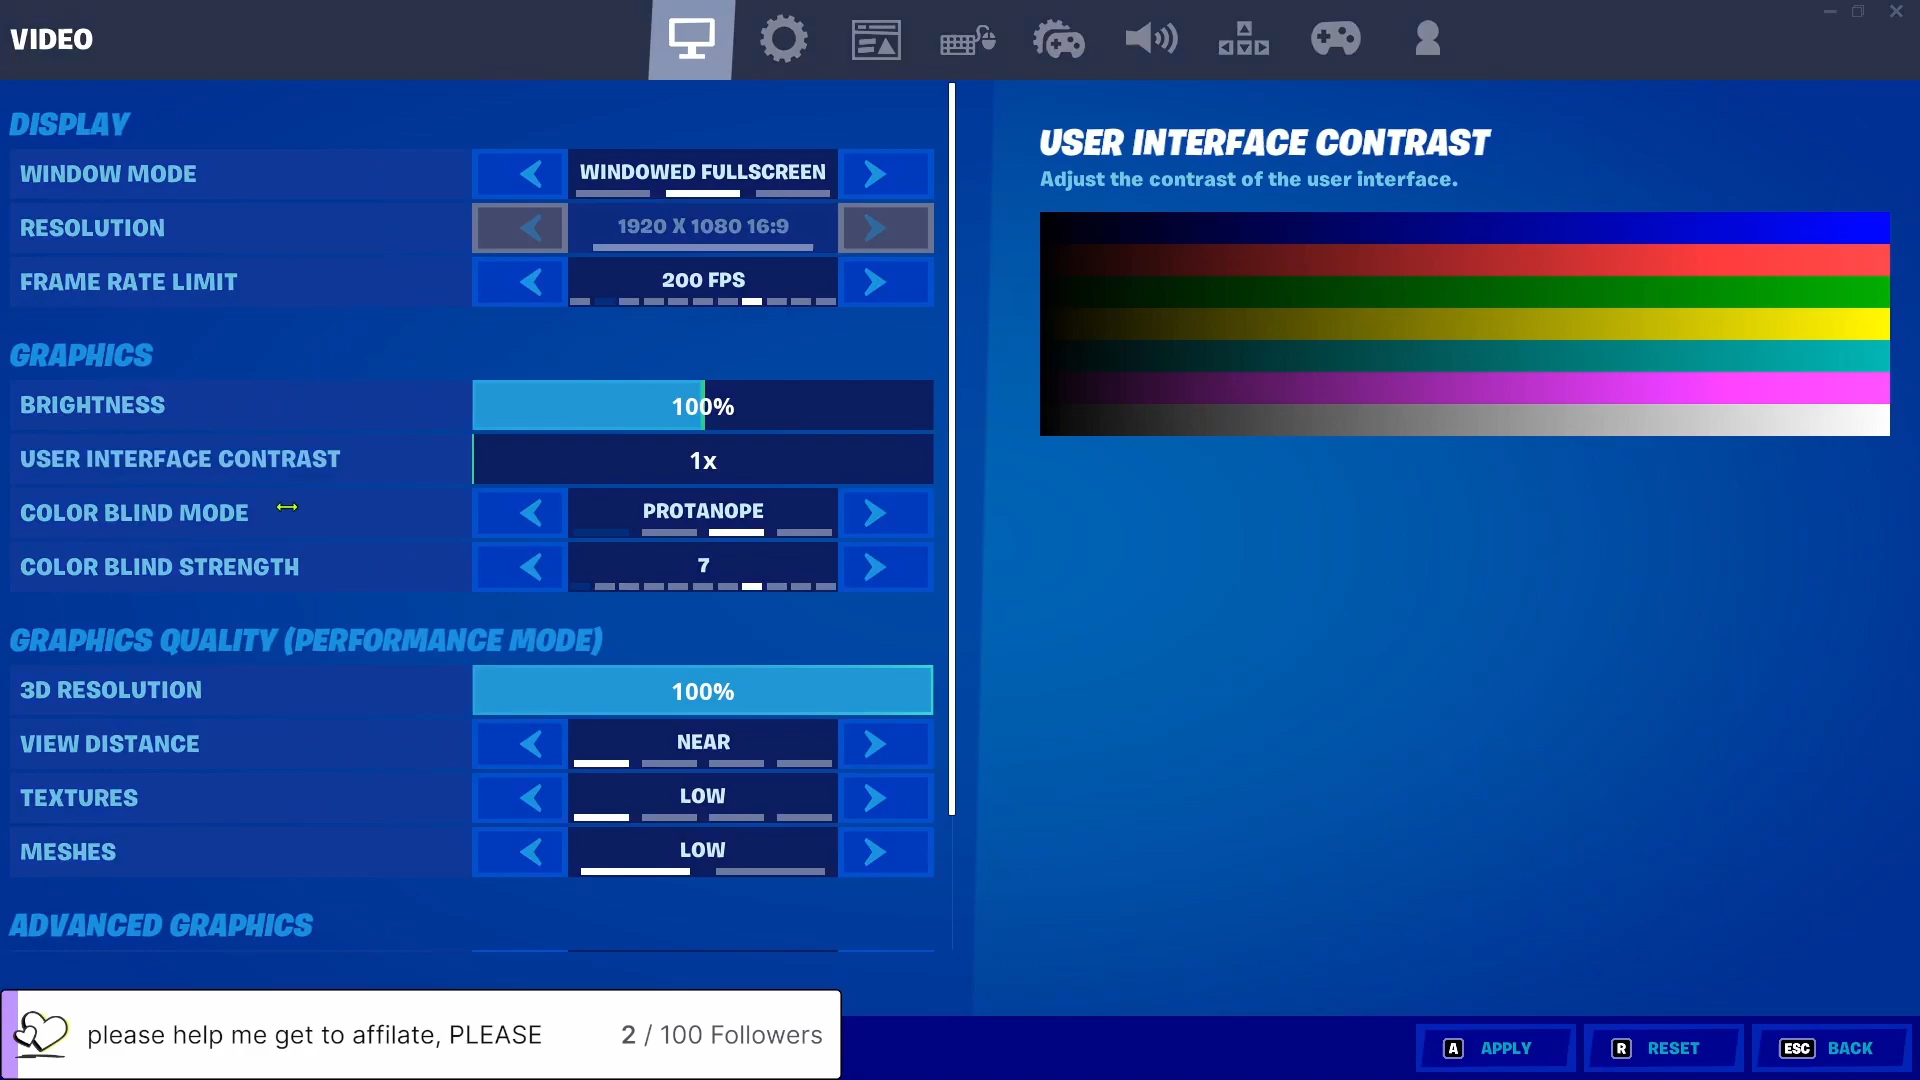 VIDEO
DISPLAY
WINDOW MODE
WINDOWED FULLSCREEN
RESOLUTION
1920 X 1080 16:9
FRAME RATE LIMIT
200 FPS
GRAPHICS
BRIGHTNESS
100%
USER INTERFACE CONTRAST
1x
COLOR BLIND MODE
PROTANOPE
COLOR BLIND STRENGTH
7
GRAPHICS QUALITY (PERFORMANCE MODE)
3D RESOLUTION
100%
VIEW DISTANCE
NEAR
TEXTURES
LOW
MESHES
LOW
ADVANCED GRAPHICS
USER INTERFACE CONTRAST
Adjust the contrast of the user interface.
please help me get to affilate, PLEASE
2 / 100 Followers
A APPLY
R RESET
ESC BACK